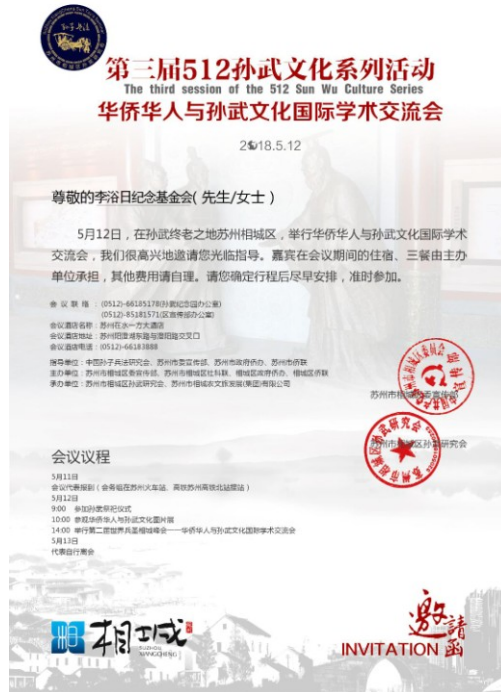 孙子兵法
第三届512孙武文化系列活动
The third session of the 512 Sun Wu Culture Series
华侨华人与孙武文化国际学术交流会
2018.5.12
尊敬的李浴日纪念基金会(先生/女士)
5月12日，在孙武终老之地苏州相城区，举行华侨华人与孙武文化国际学术
交流会，我们很高兴地邀请您光临指导。嘉宾在会议期间的住宿、三餐由主办
单位承担，其他费用请自理。请您确定行程后尽早安排，准时参加。
会议联络：(0512)-66185178(孙武纪念园办公室)
(0512)-85181571(区宣传部办公室)
会议酒店名称：苏州在水一方大酒店
会议酒店地址：苏州阳澄湖东路与澄阳路交叉口
会议酒店电话：(0512)-66183888
指导单位：中国孙子兵法研究会、苏州市委宣传部、苏州市政府侨办、苏州市侨联
主办单位：苏州市相城区委宣传部、苏州市相城区社科联、相城区政府侨办、相城区侨联
承办单位：苏州市相城区孙武研究会、苏州市相城农文旅发展(集团)有限公司
苏州市相城区委宣传部
苏州市相城区孙武研究会
会议议程
5月11日
会议代表报到（会务组在苏州火车站、高铁苏州高铁北站接站）
5月12日
9:00 参加孙武祭祀仪式
10:00 参观华侨华人与孙武文化图片展
14:00 举行第二届世界兵圣相城峰会——华侨华人与孙武文化国际学术交流会
5月13日
代表自行离会
相城
SUZHOU
XIANGCHENG
邀請函
INVITATION